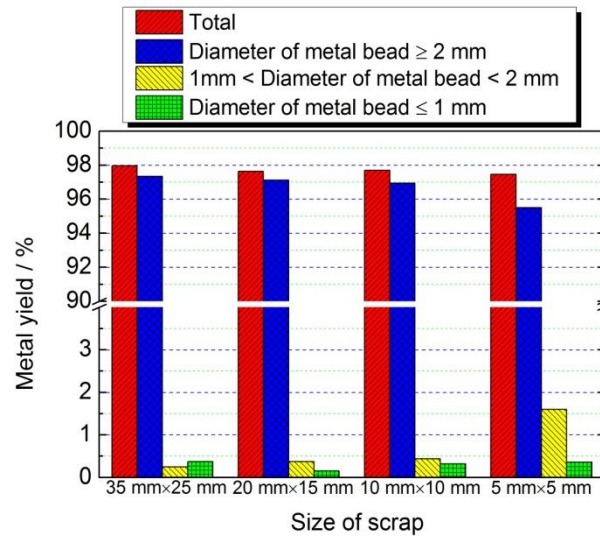 Total
Diameter of metal bead ≥ 2 mm
1mm < Diameter of metal bead < 2 mm
Diameter of metal bead ≤ 1 mm
100
98
96
94
92
90
3
2
1
0
Metal yield / %
35 mm×25 mm 20 mm×15 mm 10 mm×10 mm 5 mm×5 mm
Size of scrap